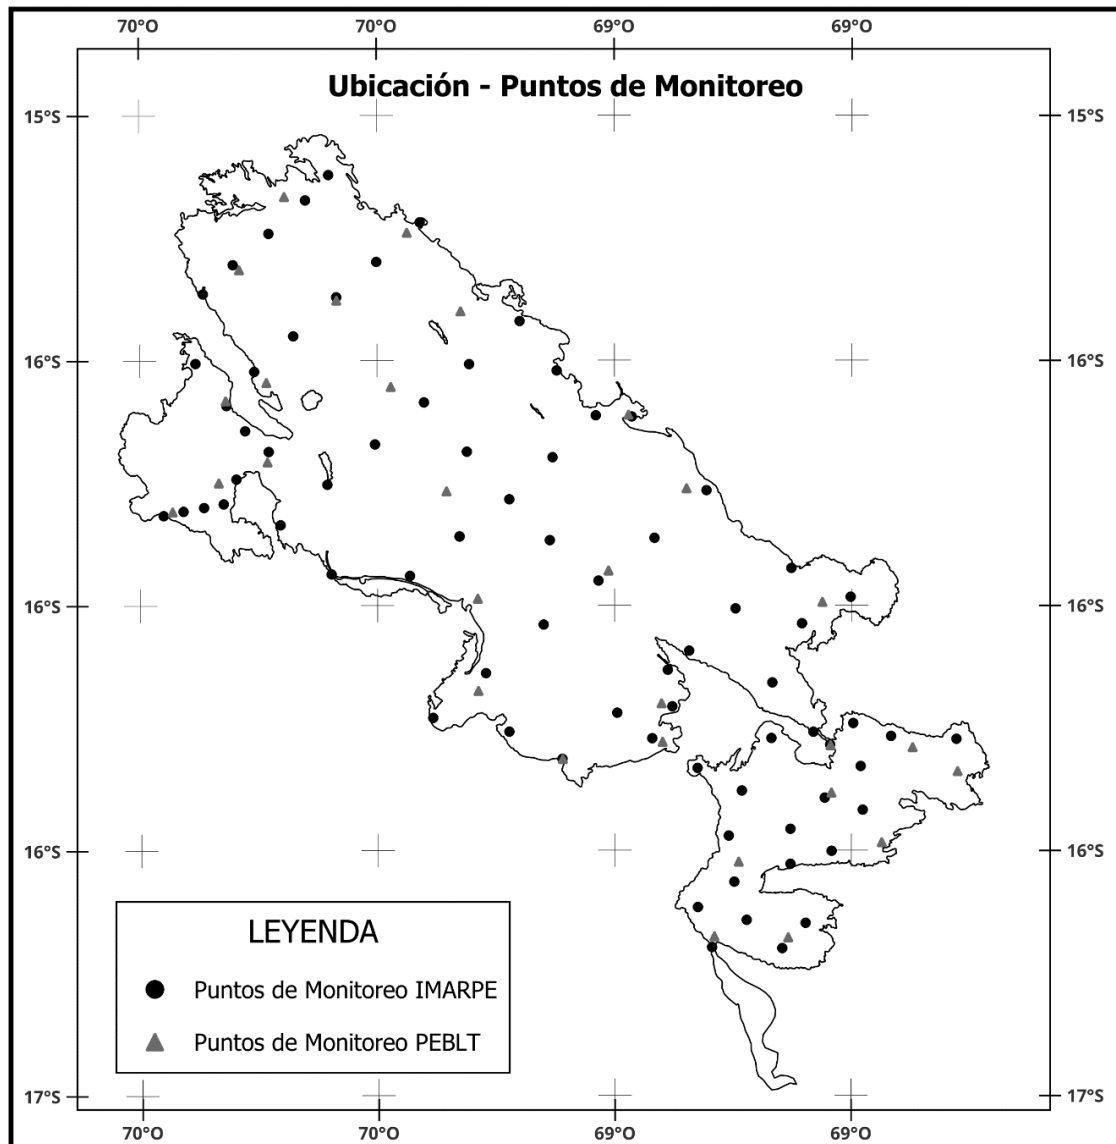 70°O 70°O 69°O 69°O
Ubicación - Puntos de Monitoreo
15°S 15°S
16°S 16°S
16°S 16°S
16°S 16°S
LEYENDA
Puntos de Monitoreo IMARPE
Puntos de Monitoreo PEBLT
17°S 17°S
70°O 70°O 69°O 69°O